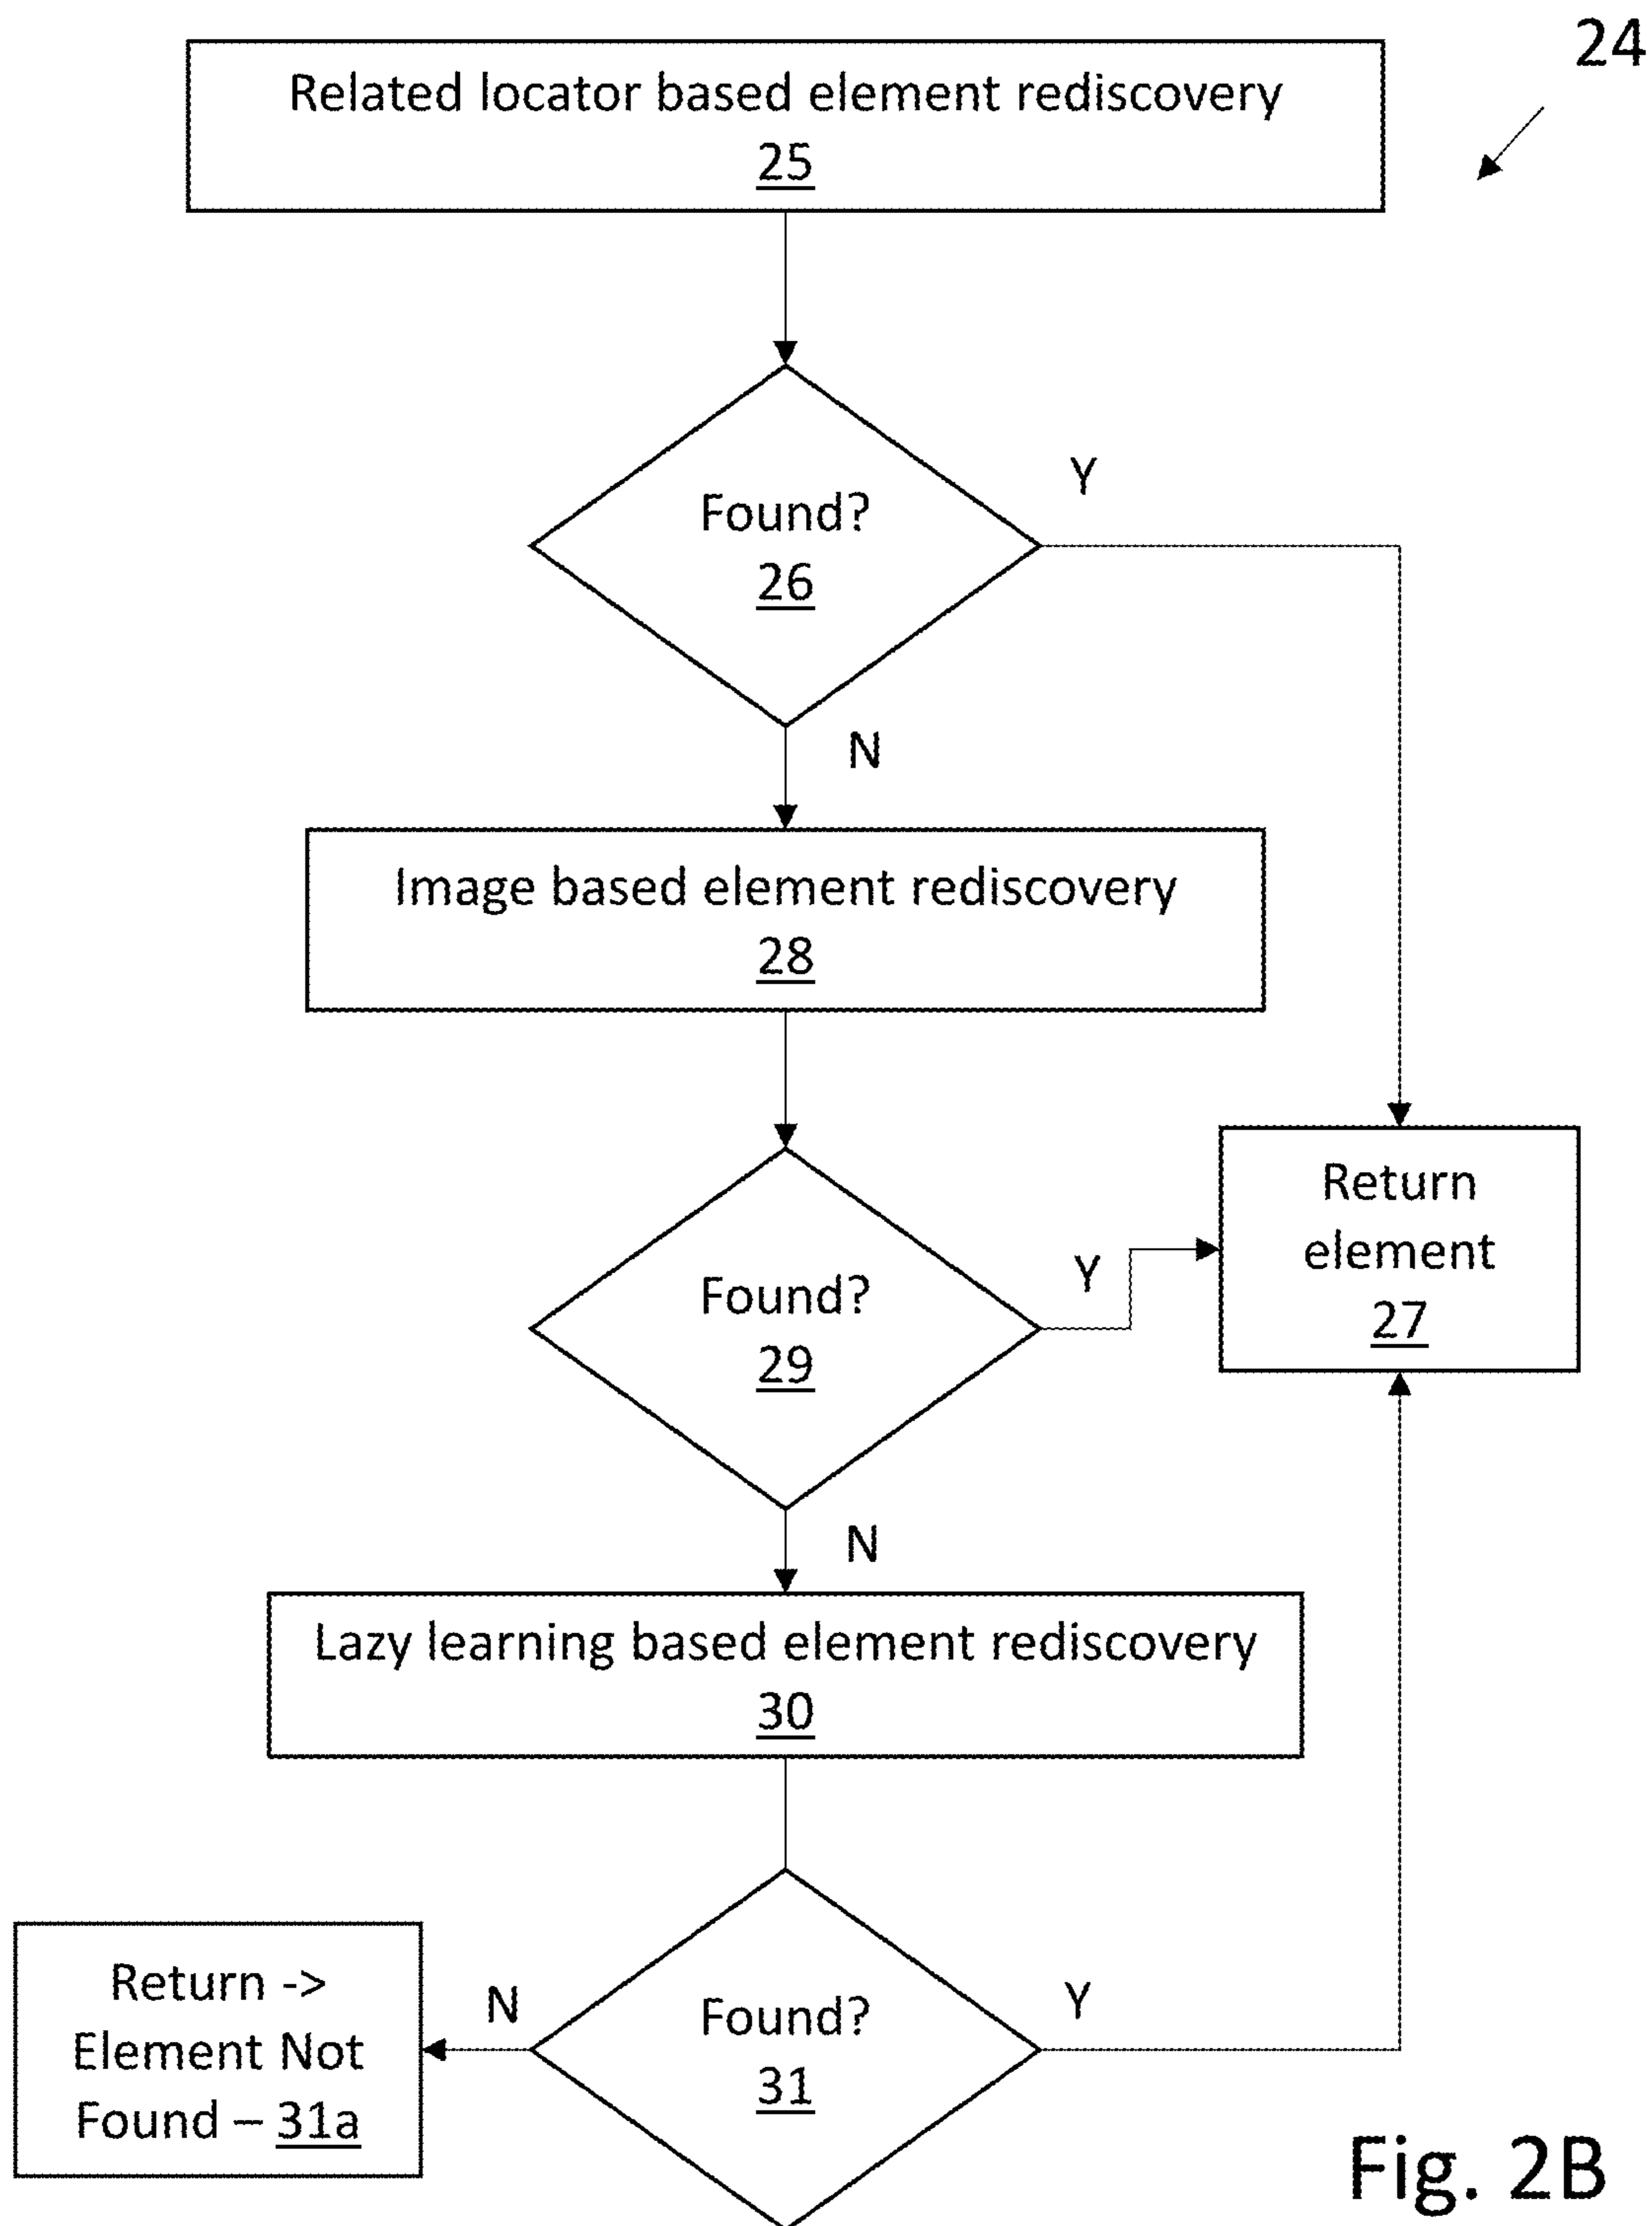 24
Related locator based element rediscovery
25
Found?
26
Y
N
Image based element rediscovery
28
Return
element
27
Found?
29
Y
N
Lazy learning based element rediscovery
30
Return ->
Element Not
Found – 31a
N
Found?
31
Y
Fig. 2B